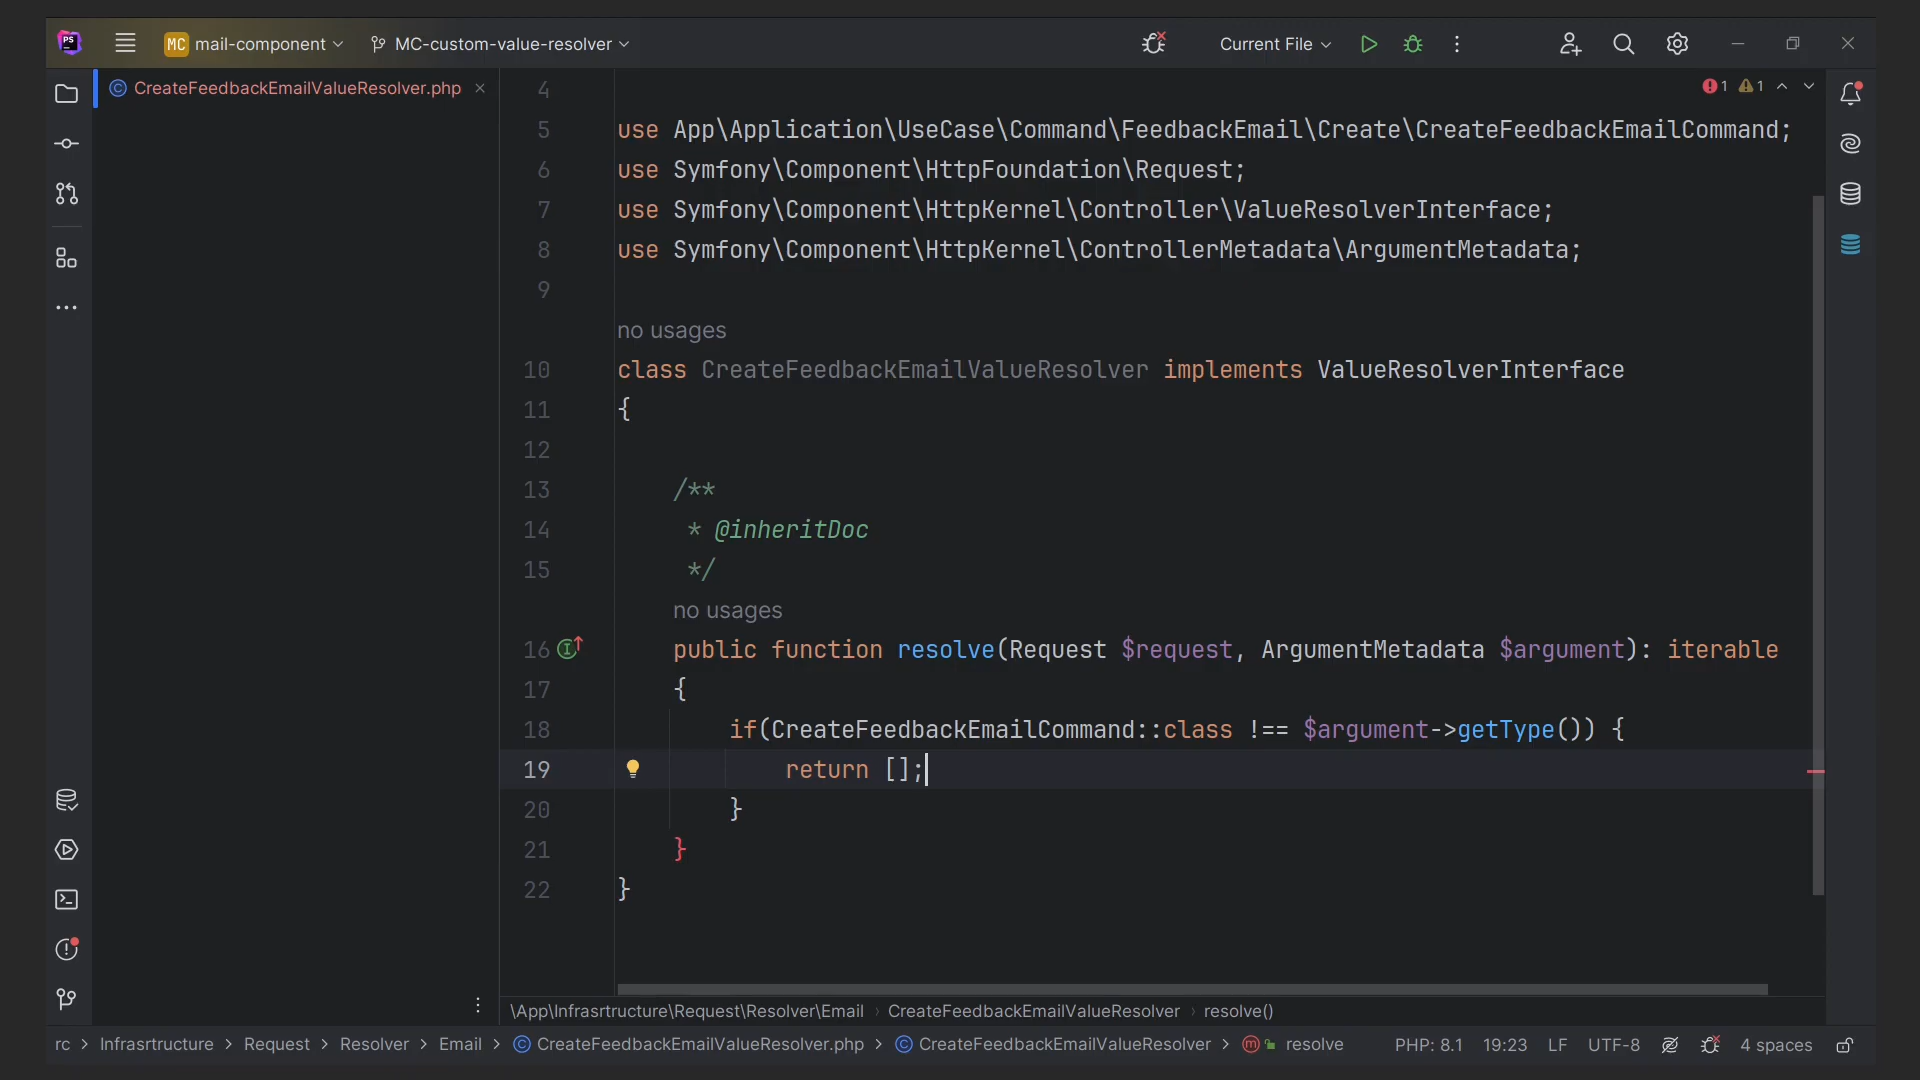 PS
MC mail-component
MC-custom-value-resolver
Current File
CreateFeedbackEmailValueResolver.php
1 1
4
5 use App\Application\UseCase\Command\FeedbackEmail\Create\CreateFeedbackEmailCommand;
6 use Symfony\Component\HttpFoundation\Request;
7 use Symfony\Component\HttpKernel\Controller\ValueResolverInterface;
8 use Symfony\Component\HttpKernel\ControllerMetadata\ArgumentMetadata;
9
no usages
10 class CreateFeedbackEmailValueResolver implements ValueResolverInterface
11 {
12
13 /**
14 * @inheritDoc
15 */
no usages
16 public function resolve(Request $request, ArgumentMetadata $argument): iterable
17 {
18 if(CreateFeedbackEmailCommand::class !== $argument->getType()) {
19 return [];
20 }
21 }
22 }
\App\Infrasrtructure\Request\Resolver\Email › CreateFeedbackEmailValueResolver › resolve()
rc > Infrasrtructure > Request > Resolver > Email > CreateFeedbackEmailValueResolver.php > CreateFeedbackEmailValueResolver > resolve PHP: 8.1 19:23 LF UTF-8 4 spaces